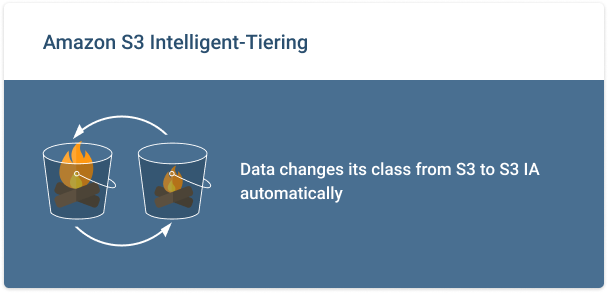 Amazon S3 Intelligent-Tiering
Data changes its class from S3 to S3 IA
automatically